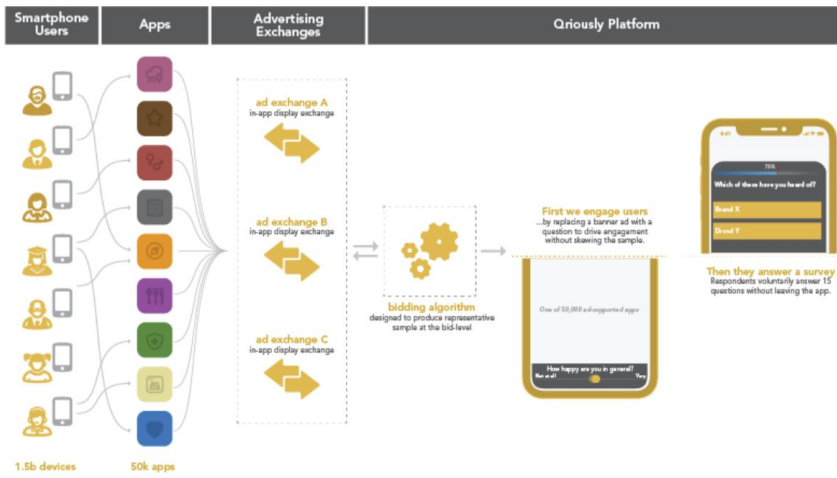 Smartphone
Users
Apps
Advertising
Exchanges
Qriously Platform
ad exchange A
in-app display exchange
ad exchange B
in-app display exchange
ad exchange C
in-app display exchange
bidding algorithm
designed to produce representative
sample at the bid-level
First we engage users
...by replacing a banner ad with a
question to drive engagement
without skewing the sample.
One of 50,000 ad-supported apps
How happy are you in general?
Not at all Very
70%
Which of these have you heard of?
Brand X
Brand Y
Then they answer a survey
Respondents voluntarily answer 15
questions without leaving the app.
1.5b devices
50k apps